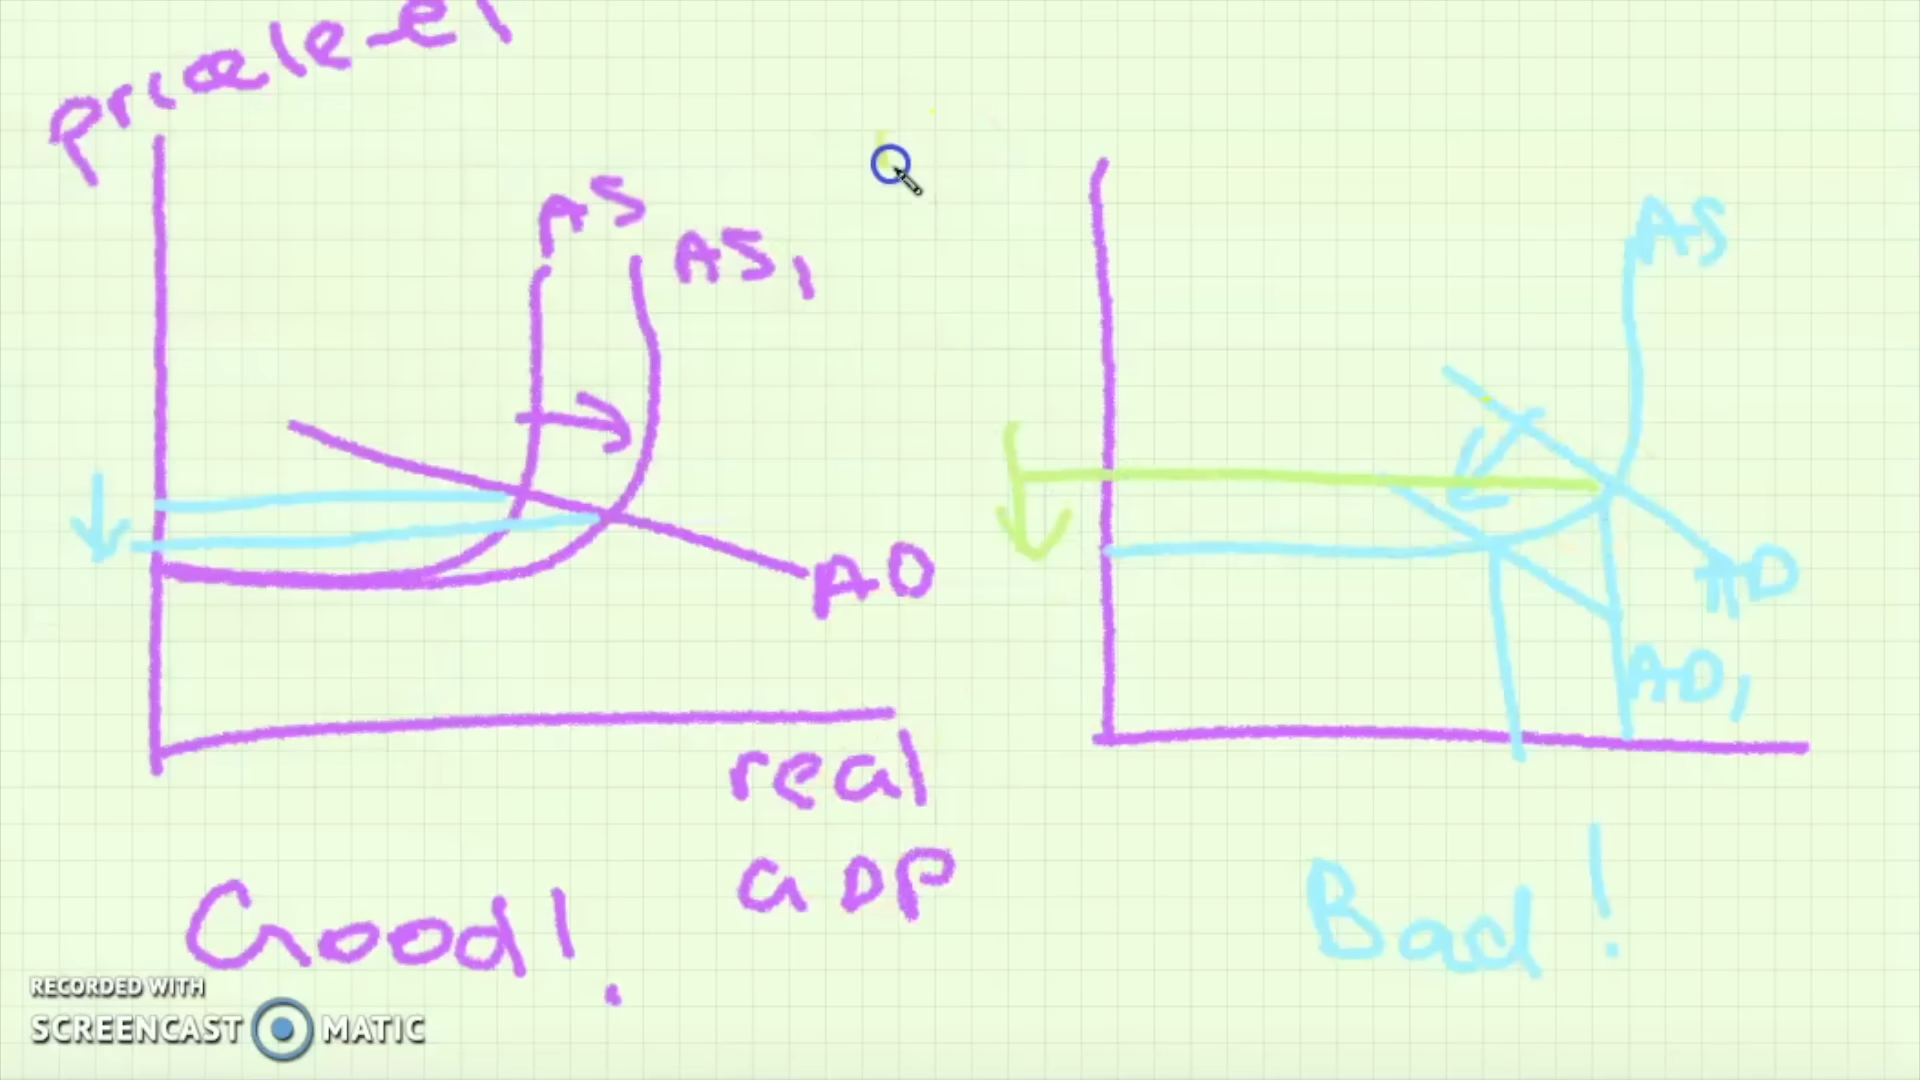 price level
AS
AS1
AD
real
GDP
Good!
AS
AD
AD1
Bad!
RECORDED WITH
SCREENCAST MATIC